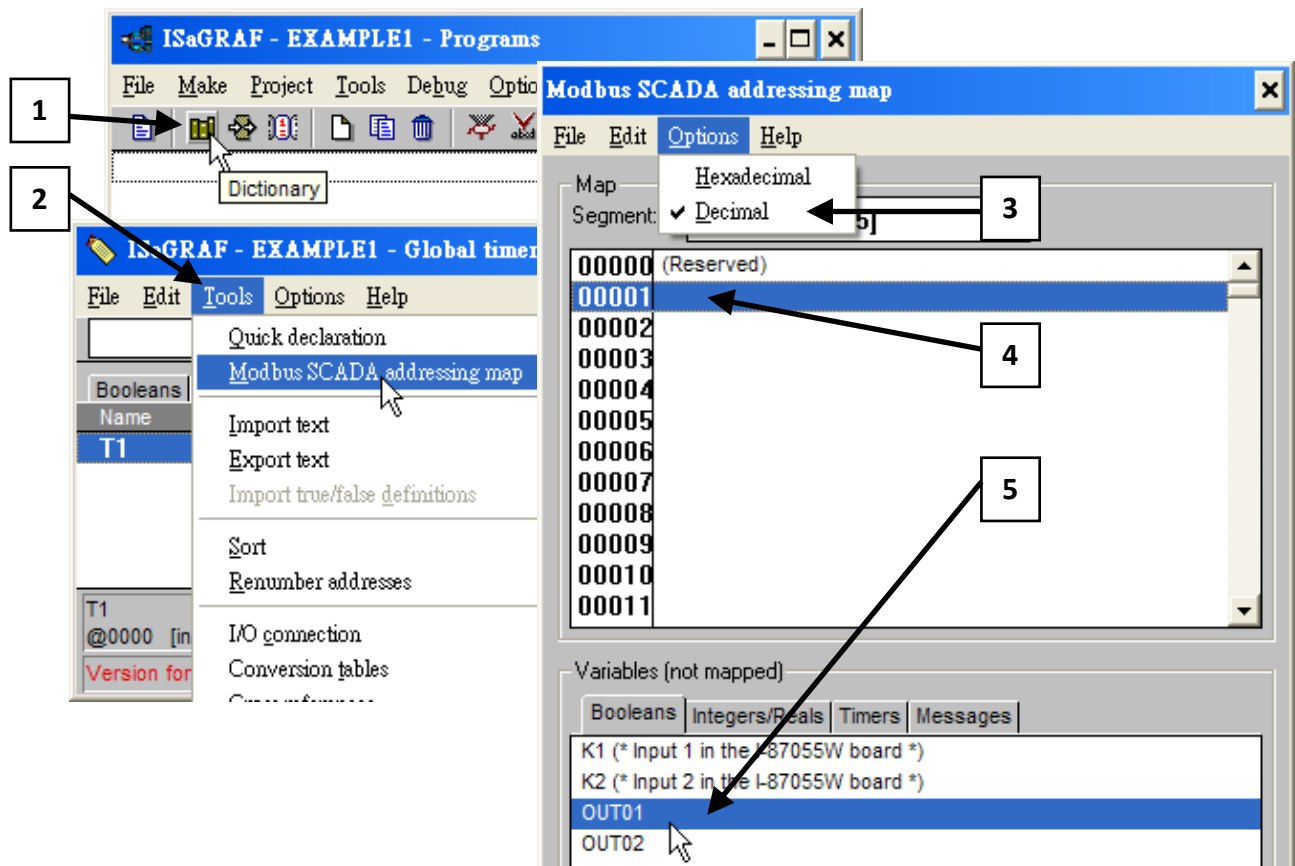 ISaGRAF - EXAMPLE1 - Programs
File Make Project Tools Debug Optio
1
Dictionary
2
ISaGRAF - EXAMPLE1 - Global timer
File Edit Tools Options Help
Quick declaration
Modbus SCADA addressing map
Import text
Export text
Import true/false definitions
Sort
Renumber addresses
I/O connection
Conversion tables
Booleans
Name
T1
T1
@0000 [in
Version for
Modbus SCADA addressing map
File Edit Options Help
Hexadecimal
Decimal
3
Map
Segment:
5]
00000 (Reserved)
00001
00002
00003
00004
00005
00006
00007
00008
00009
00010
00011
4
5
Variables (not mapped)
Booleans Integers/Reals Timers Messages
K1 (* Input 1 in the I-87055W board *)
K2 (* Input 2 in the I-87055W board *)
OUT01
OUT02